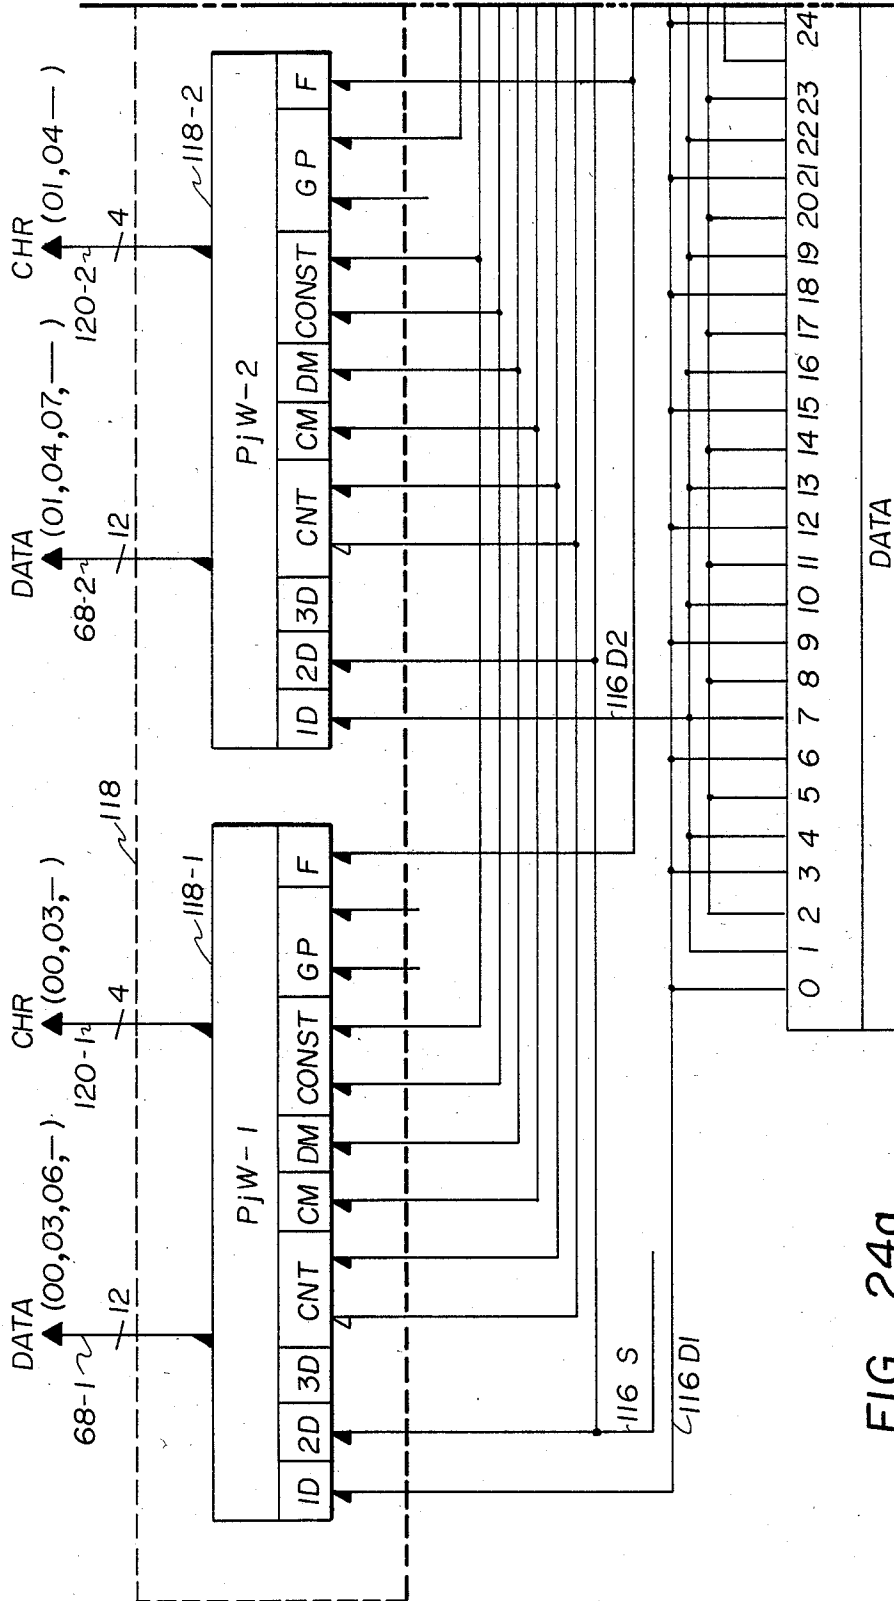 DATA
(00,03,06,—)
CHR
(00,03,—)
DATA
(01,04,07,—)
CHR
(01,04—)
68-1
12
120-1
4
118
68-2
12
120-2
4
118-1
118-2
PjW-1
PjW-2
1D 2D 3D CNT CM DM CONST GP F
1D 2D 3D CNT CM DM CONST GP F
116 S
116 D1
116 D2
0 1 2 3 4 5 6 7 8 9 10 11 12 13 14 15 16 17 18 19 20 21 22 23 24
DATA
FIG 24a